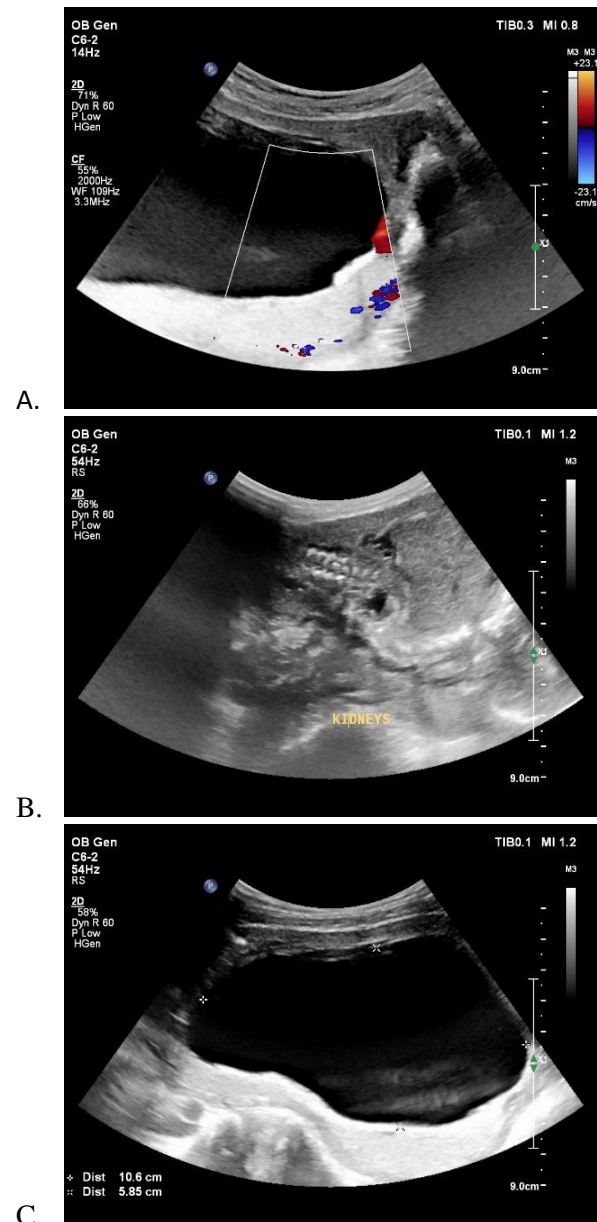 OB Gen
C6-2
14Hz
TIB0.3 MI 0.8
2D
71%
Dyn R 60
P Low
HGen
CF
55%
2000Hz
WF 109Hz
3.3MHz
M3 M3
+23.1
-23.1
cm/s
P
9.0cm
A.
OB Gen
C6-2
54Hz
RS
TIB0.1 MI 1.2
2D
66%
Dyn R 60
P Low
HGen
M3
P
KIDNEYS
9.0cm
B.
OB Gen
C6-2
54Hz
RS
TIB0.1 MI 1.2
2D
58%
Dyn R 60
P Low
HGen
M3
P
Dist 10.6 cm
Dist 5.85 cm
9.0cm
C.